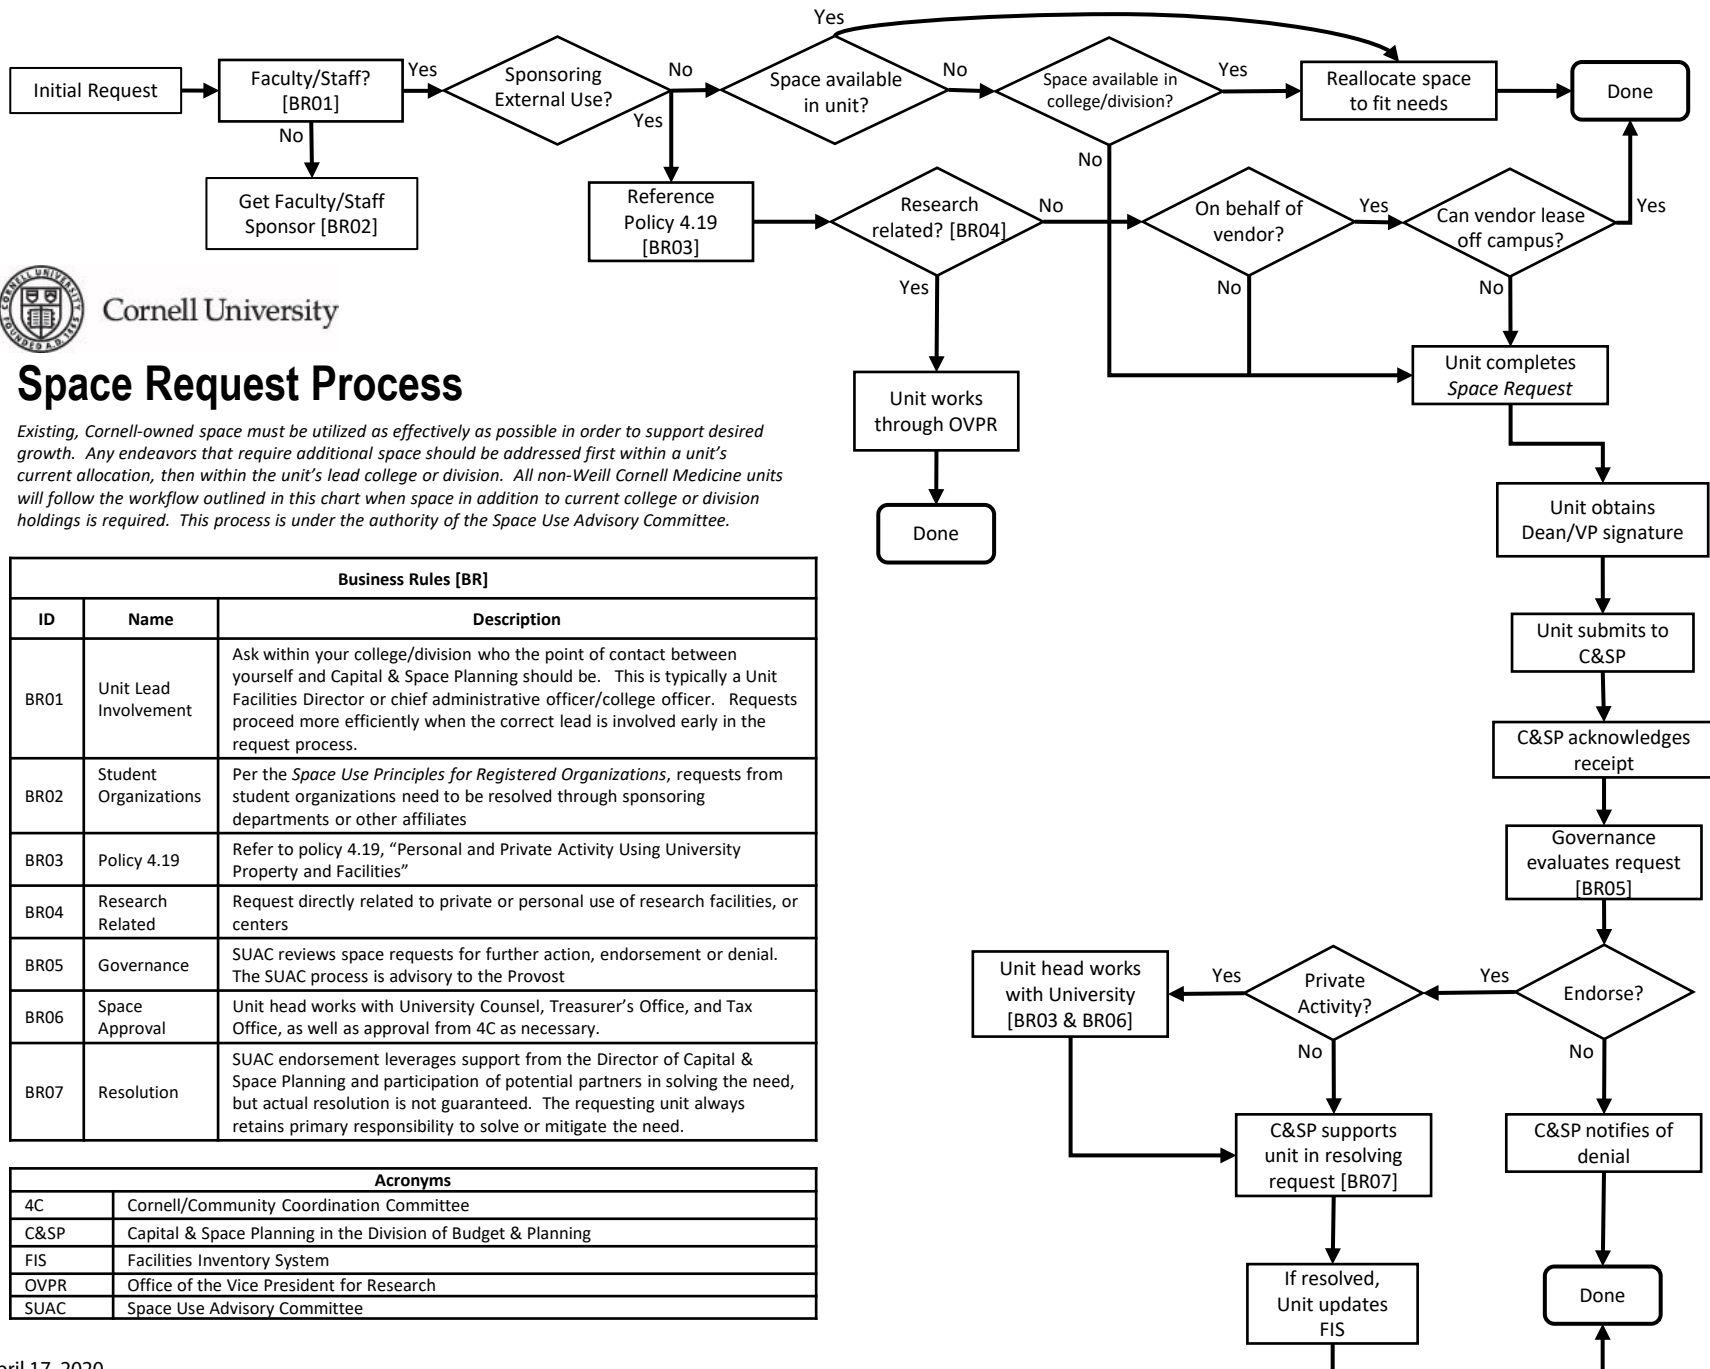 Yes
Initial Request
Faculty/Staff?
[BR01]
Yes
Sponsoring
External Use?
No
Space available
in unit?
No
Space available in
college/division?
Yes
Reallocate space
to fit needs
Done
No
Yes
No
Get Faculty/Staff
Sponsor [BR02]
Reference
Policy 4.19
[BR03]
Research
related? [BR04]
No
On behalf of
vendor?
Yes
Can vendor lease
off campus?
Yes
Yes
No
No
CORNELL UNIVERSITY
FOUNDED A.D. 1865
Cornell University
Space Request Process
Unit works
through OVPR
Unit completes
Space Request
Existing, Cornell-owned space must be utilized as effectively as possible in order to support desired
growth. Any endeavors that require additional space should be addressed first within a unit's
current allocation, then within the unit's lead college or division. All non-Weill Cornell Medicine units
will follow the workflow outlined in this chart when space in addition to current college or division
holdings is required. This process is under the authority of the Space Use Advisory Committee.
Done
Unit obtains
Dean/VP signature
Unit submits to
C&SP
C&SP acknowledges
receipt
Governance
evaluates request
[BR05]
Endorse?
Yes
Private
Activity?
Yes
Unit head works
with University
[BR03 & BR06]
No
No
C&SP supports
unit in resolving
request [BR07]
C&SP notifies of
denial
If resolved,
Unit updates
FIS
Done
Business Rules [BR]
ID Name Description
BR01
Unit Lead
Involvement
Ask within your college/division who the point of contact between
yourself and Capital & Space Planning should be. This is typically a Unit
Facilities Director or chief administrative officer/college officer. Requests
proceed more efficiently when the correct lead is involved early in the
request process.
BR02
Student
Organizations
Per the Space Use Principles for Registered Organizations, requests from
student organizations need to be resolved through sponsoring
departments or other affiliates
BR03
Policy 4.19
Refer to policy 4.19, “Personal and Private Activity Using University
Property and Facilities”
BR04
Research
Related
Request directly related to private or personal use of research facilities, or
centers
BR05
Governance
SUAC reviews space requests for further action, endorsement or denial.
The SUAC process is advisory to the Provost
BR06
Space
Approval
Unit head works with University Counsel, Treasurer's Office, and Tax
Office, as well as approval from 4C as necessary.
BR07
Resolution
SUAC endorsement leverages support from the Director of Capital &
Space Planning and participation of potential partners in solving the need,
but actual resolution is not guaranteed. The requesting unit always
retains primary responsibility to solve or mitigate the need.
Acronyms
4C Cornell/Community Coordination Committee
C&SP Capital & Space Planning in the Division of Budget & Planning
FIS Facilities Inventory System
OVPR Office of the Vice President for Research
SUAC Space Use Advisory Committee
17, 2020